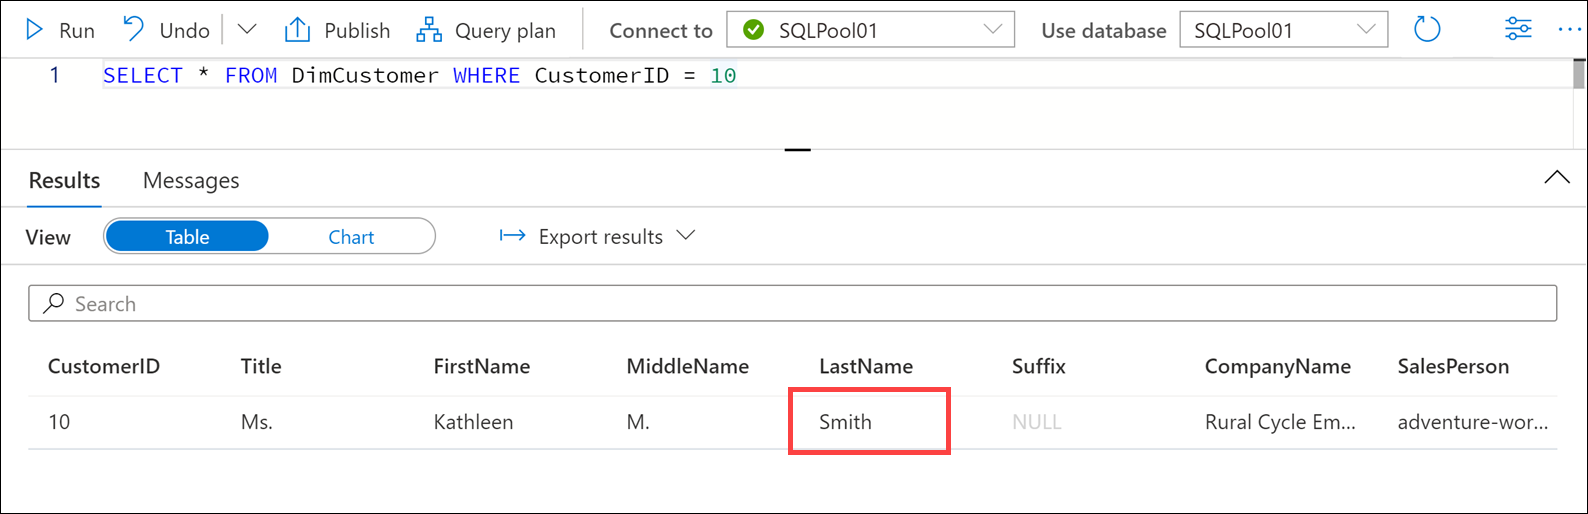 Run Undo Publish Query plan Connect to SQLPool01 Use database SQLPool01
1 SELECT * FROM DimCustomer WHERE CustomerID = 10
Results Messages
View Table Chart Export results
Search
CustomerID Title FirstName MiddleName LastName Suffix CompanyName SalesPerson
10 Ms. Kathleen M. Smith NULL Rural Cycle Em... adventure-wor...